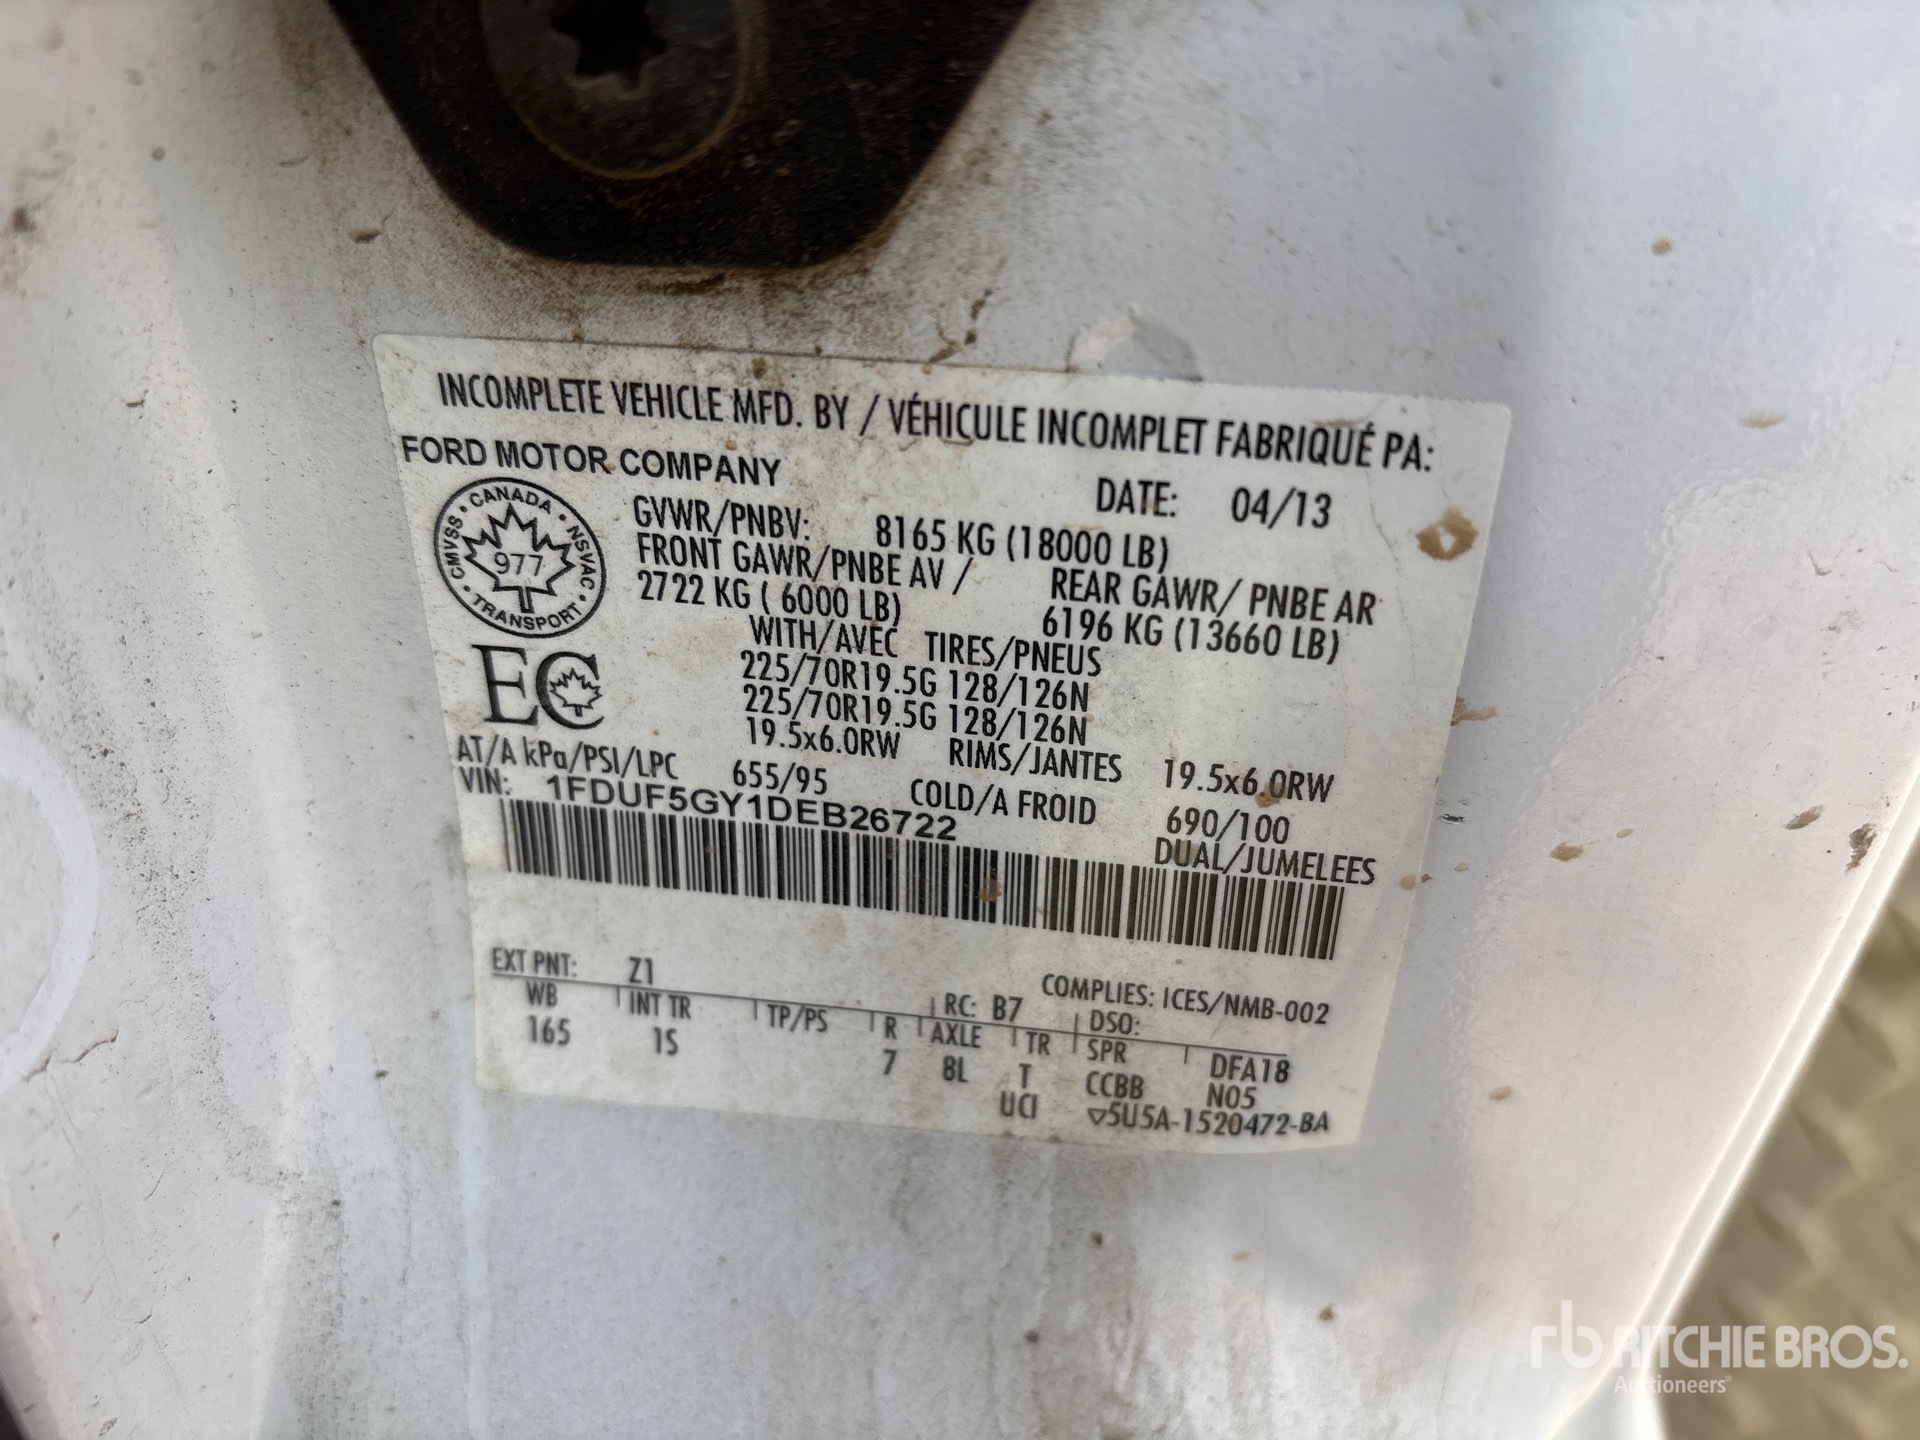 INCOMPLETE VEHICLE MFD. BY / VÉHICULE INCOMPLET FABRIQUÉ PA:
FORD MOTOR COMPANY
DATE: 04/13
CMVSS • CANADA • NSVAC • TRANSPORT •
977
GVWR/PNBV: 8165 KG (18000 LB)
FRONT GAWR/PNBE AV / REAR GAWR/ PNBE AR
2722 KG ( 6000 LB) 6196 KG (13660 LB)
WITH/AVEC TIRES/PNEUS
225/70R19.5G 128/126N
225/70R19.5G 128/126N
EC
19.5x6.0RW RIMS/JANTES 19.5x6.0RW
AT/A kPa/PSI/LPC 655/95 COLD/A FROID 690/100
VIN: 1FDUF5GY1DEB26722 DUAL/JUMELEES
EXT PNT: Z1 RC: B7 COMPLIES: ICES/NMB-002
DSO:
WB INT TR TP/PS R AXLE TR SPR DFA18
165 1S 7 8L T CCBB N05
UCI ▽5U5A-1520472-BA
rb RITCHIE BROS.
Auctioneers